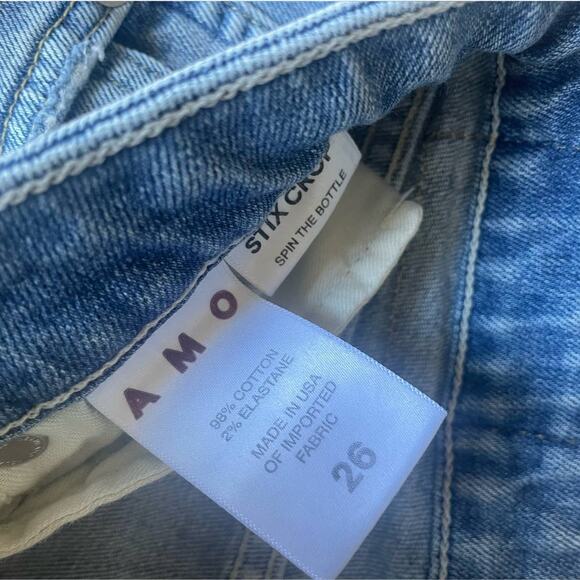 STIX CROP
SPIN THE BOTTLE
AMO
98% COTTON
2% ELASTANE
MADE IN USA
OF IMPORTED
FABRIC
26